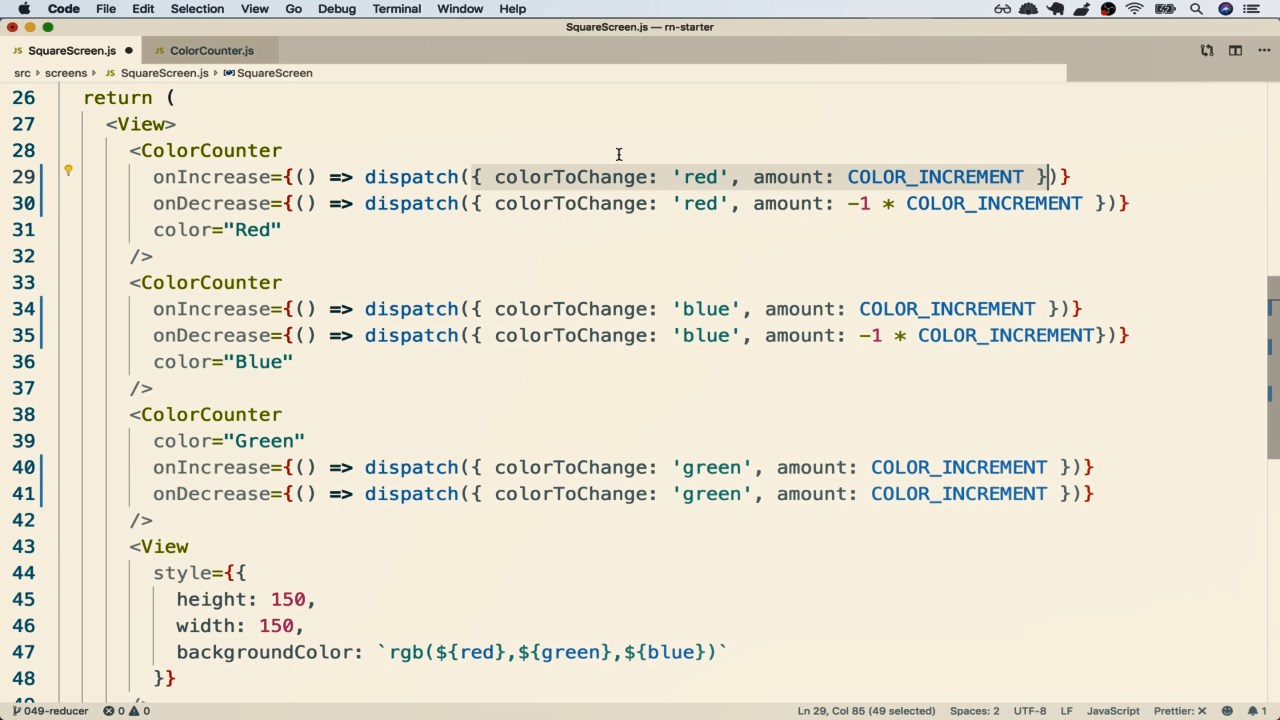 Code File Edit Selection View Go Debug Terminal Window Help
SquareScreen.js — rn-starter
JS SquareScreen.js JS ColorCounter.js
src screens JS SquareScreen.js SquareScreen
26 return (
27 <View>
28 <ColorCounter
29 onIncrease={() => dispatch({ colorToChange: 'red', amount: COLOR_INCREMENT })}
30 onDecrease={() => dispatch({ colorToChange: 'red', amount: -1 * COLOR_INCREMENT })}
31 color="Red"
32 />
33 <ColorCounter
34 onIncrease={() => dispatch({ colorToChange: 'blue', amount: COLOR_INCREMENT })}
35 onDecrease={() => dispatch({ colorToChange: 'blue', amount: -1 * COLOR_INCREMENT})}
36 color="Blue"
37 />
38 <ColorCounter
39 color="Green"
40 onIncrease={() => dispatch({ colorToChange: 'green', amount: COLOR_INCREMENT })}
41 onDecrease={() => dispatch({ colorToChange: 'green', amount: COLOR_INCREMENT })}
42 />
43 <View
44 style={{
45 height: 150,
46 width: 150,
47 backgroundColor: `rgb(${red},${green},${blue})`
48 }}
049-reducer 0 0 Ln 29, Col 85 (49 selected) Spaces: 2 UTF-8 LF JavaScript Prettier: × 1